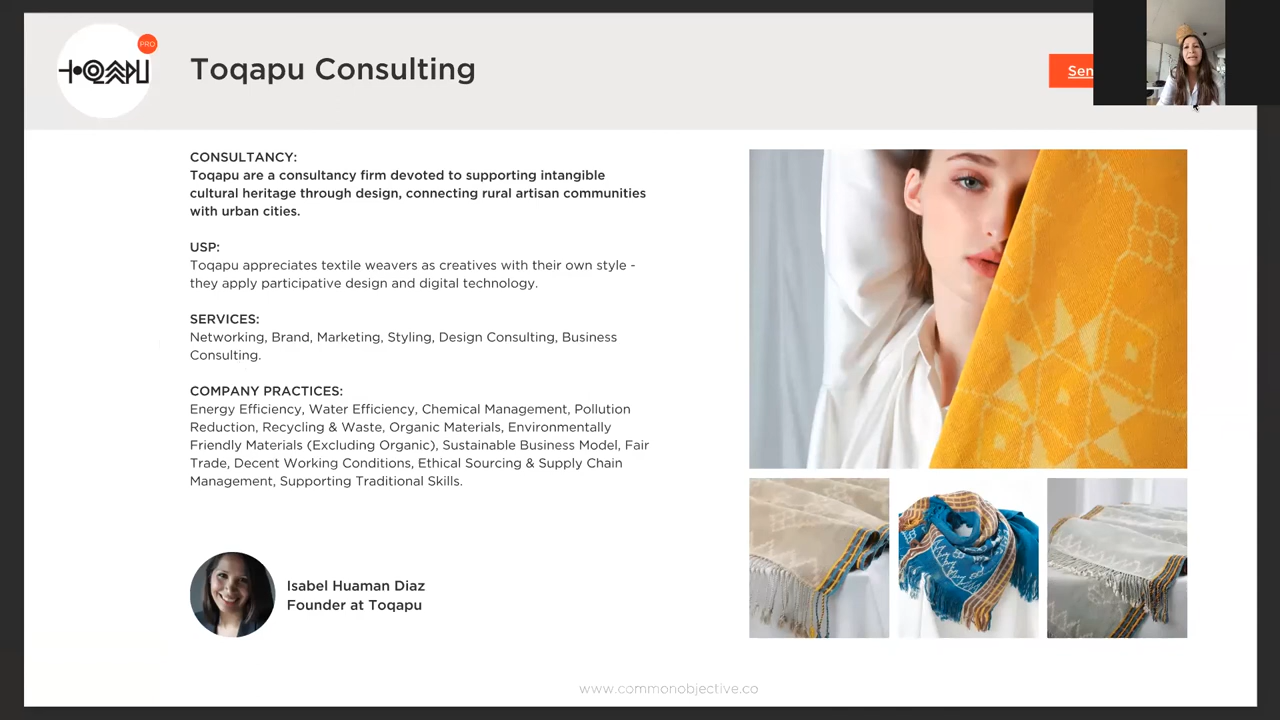 TOQAPU
PRO
Toqapu Consulting
Sen
CONSULTANCY:
Toqapu are a consultancy firm devoted to supporting intangible
cultural heritage through design, connecting rural artisan communities
with urban cities.
USP:
Toqapu appreciates textile weavers as creatives with their own style -
they apply participative design and digital technology.
SERVICES:
Networking, Brand, Marketing, Styling, Design Consulting, Business
Consulting.
COMPANY PRACTICES:
Energy Efficiency, Water Efficiency, Chemical Management, Pollution
Reduction, Recycling & Waste, Organic Materials, Environmentally
Friendly Materials (Excluding Organic), Sustainable Business Model, Fair
Trade, Decent Working Conditions, Ethical Sourcing & Supply Chain
Management, Supporting Traditional Skills.
Isabel Huaman Diaz
Founder at Toqapu
www.commonobjective.co